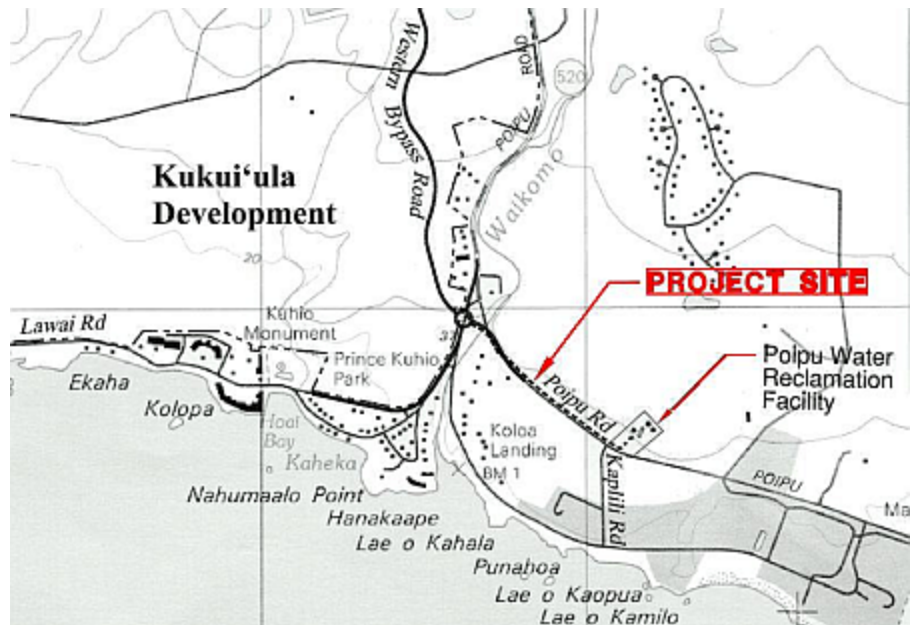 Western Bypass Road
ROAD
POIPU
520
Waikomo
Kukui‘ula
Development
20
PROJECT SITE
Lawai Rd
Kuhio
Monument
Prince Kuhio
Park
Poipu Rd
Poipu Water
Reclamation
Facility
Ekaha
Kolopa
Hoai
Bay
Kaheka
Koloa
Landing
BM 1
Kapili Rd
POIPU
Nahumaalo Point
Hanakaape
Lae o Kahala
Punahoa
Lae o Kaopua
Lae o Kamilo